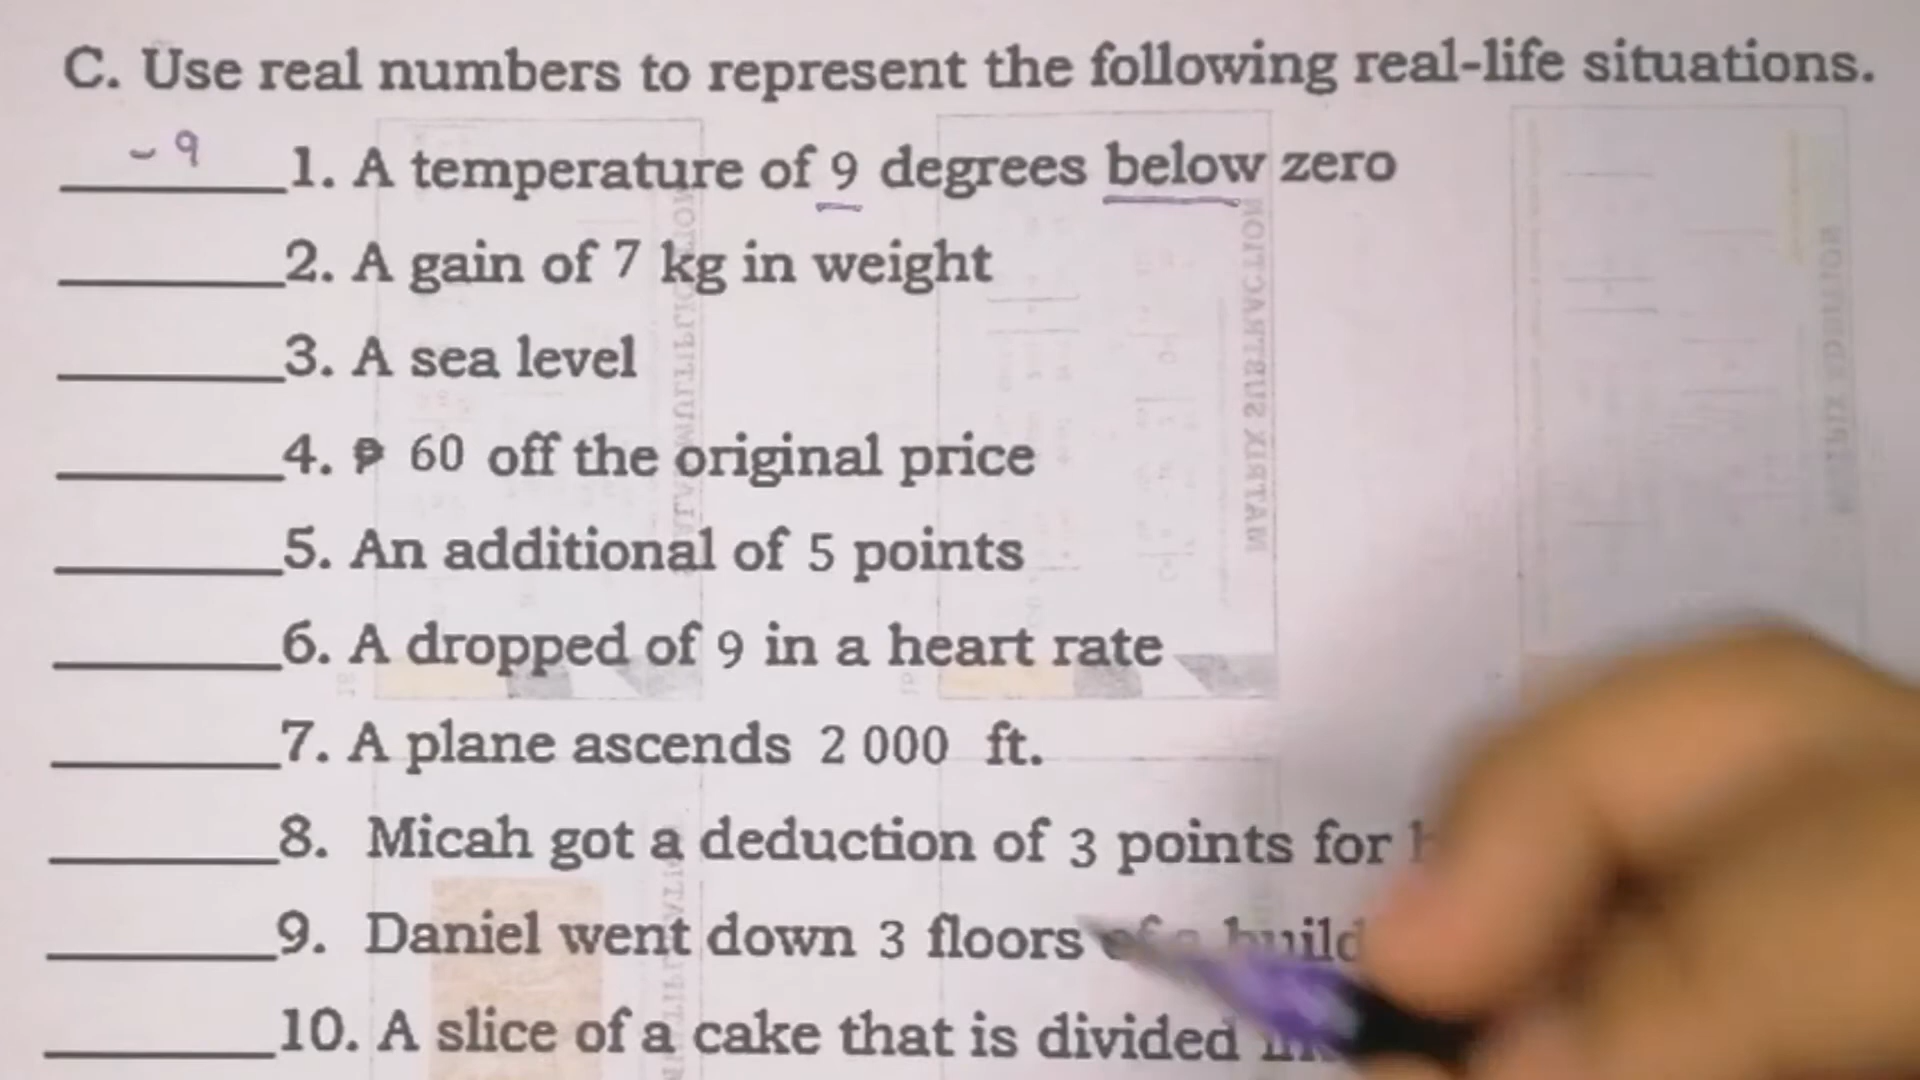 C. Use real numbers to represent the following real-life situations.
-9 1. A temperature of 9 degrees below zero
2. A gain of 7 kg in weight
3. A sea level
4. ₱ 60 off the original price
5. An additional of 5 points
6. A dropped of 9 in a heart rate
7. A plane ascends 2 000 ft.
8. Micah got a deduction of 3 points for
9. Daniel went down 3 floors
10. A slice of a cake that is divided
MATRIX SUBTRACTION